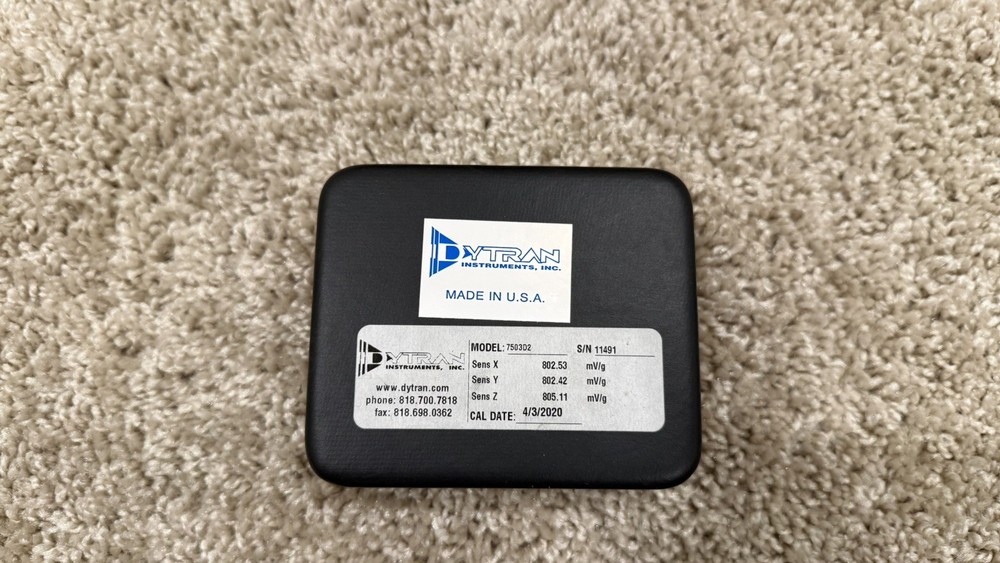 DYTRAN
INSTRUMENTS, INC.
MADE IN U.S.A.
DYTRAN
INSTRUMENTS, INC.
www.dytran.com
phone: 818.700.7818
fax: 818.698.0362
MODEL: 7503D2 S/N 11491
Sens X 802.53 mV/g
Sens Y 802.42 mV/g
Sens Z 805.11 mV/g
CAL DATE: 4/3/2020